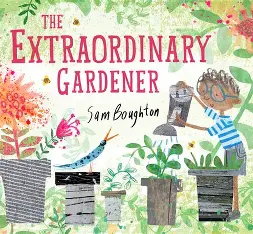 THE
EXTRAORDINARY
GARDENER
Sam Boughton